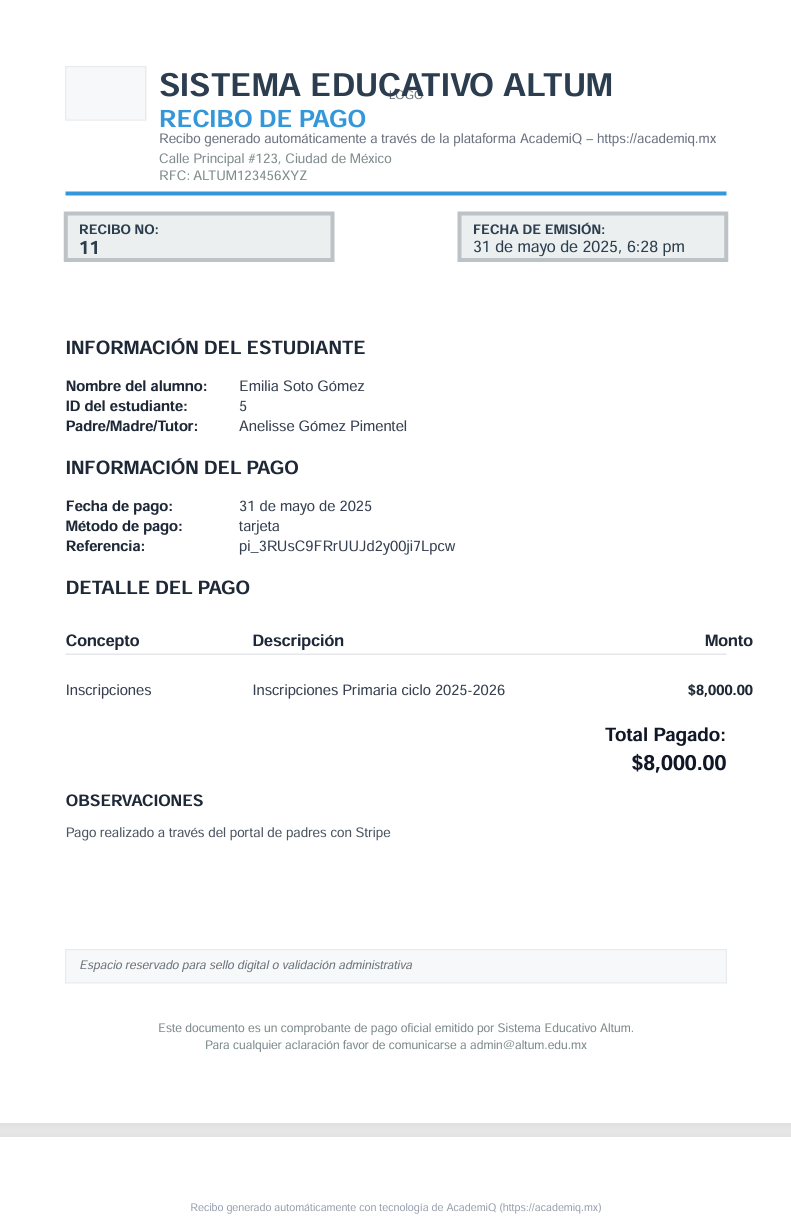 SISTEMA EDUCATIVO ALTUM
LOGO
RECIBO DE PAGO
Recibo generado automáticamente a través de la plataforma AcademiQ – https://academiq.mx
Calle Principal #123, Ciudad de México
RFC: ALTUM123456XYZ
RECIBO NO:
11
FECHA DE EMISIÓN:
31 de mayo de 2025, 6:28 pm
INFORMACIÓN DEL ESTUDIANTE
Nombre del alumno: Emilia Soto Gómez
ID del estudiante: 5
Padre/Madre/Tutor: Anelisse Gómez Pimentel
INFORMACIÓN DEL PAGO
Fecha de pago: 31 de mayo de 2025
Método de pago: tarjeta
Referencia: pi_3RUsC9FRrUUJd2y00ji7Lpcw
DETALLE DEL PAGO
Concepto Descripción Monto
Inscripciones Inscripciones Primaria ciclo 2025-2026 $8,000.00
Total Pagado:
$8,000.00
OBSERVACIONES
Pago realizado a través del portal de padres con Stripe
Espacio reservado para sello digital o validación administrativa
Este documento es un comprobante de pago oficial emitido por Sistema Educativo Altum.
Para cualquier aclaración favor de comunicarse a admin@altum.edu.mx
Recibo generado automáticamente con tecnología de AcademiQ (https://academiq.mx)